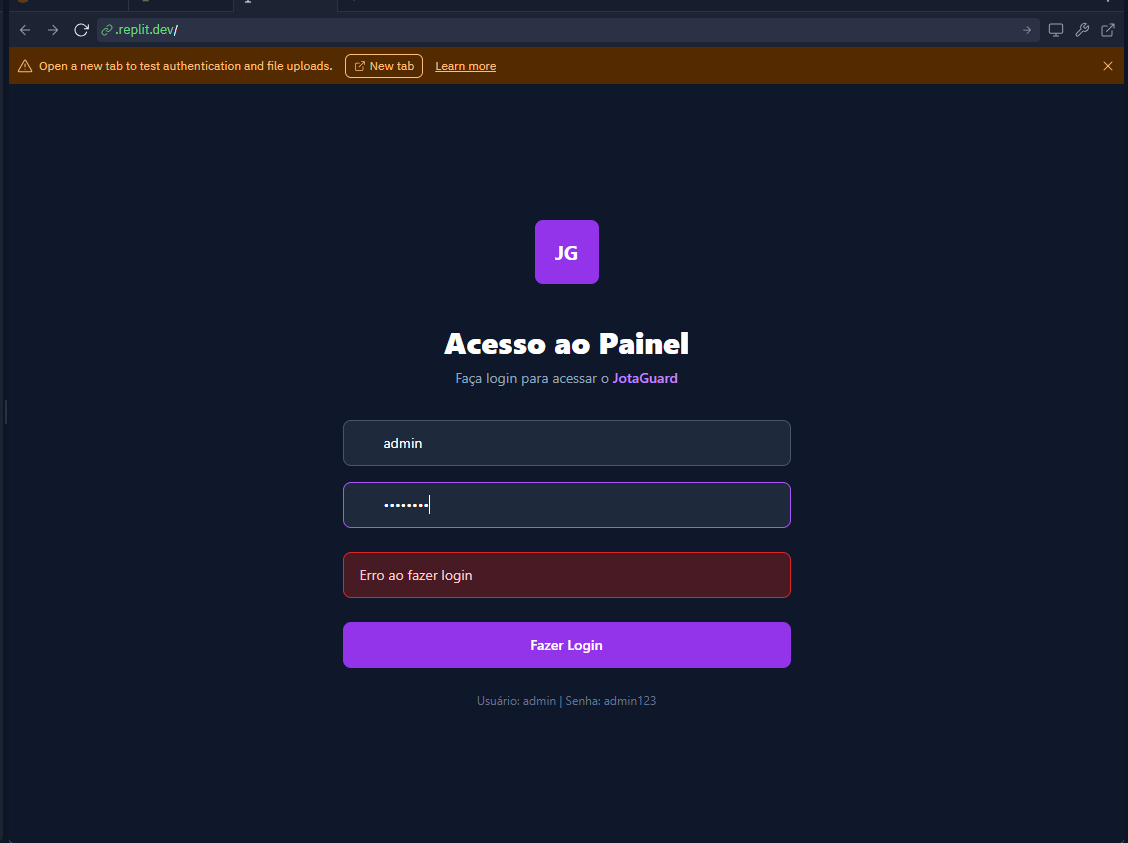 .replit.dev/
Open a new tab to test authentication and file uploads. New tab Learn more
JG
Acesso ao Painel
Faça login para acessar o JotaGuard
admin
••••••••
Erro ao fazer login
Fazer Login
Usuário: admin | Senha: admin123